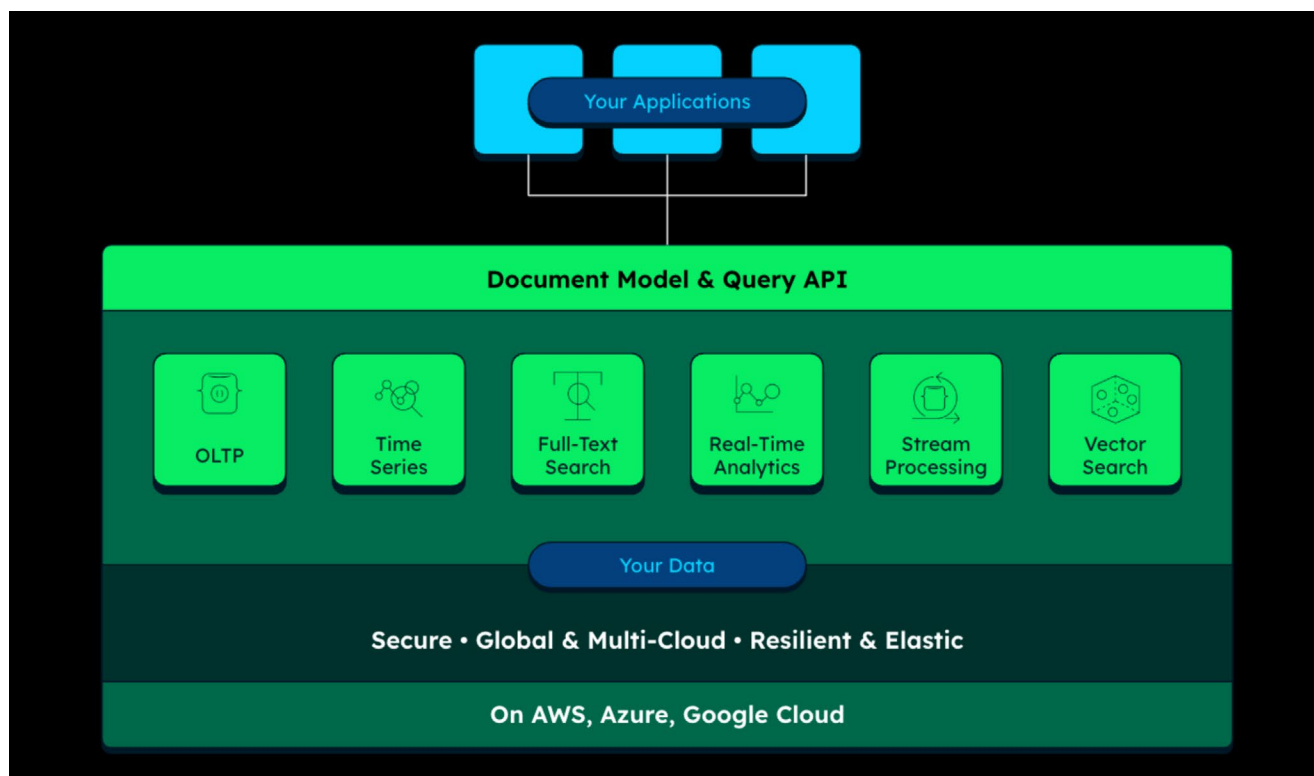 Your Applications
Document Model & Query API
OLTP
Time
Series
Full-Text
Search
Real-Time
Analytics
Stream
Processing
Vector
Search
Your Data
Secure • Global & Multi-Cloud • Resilient & Elastic
On AWS, Azure, Google Cloud